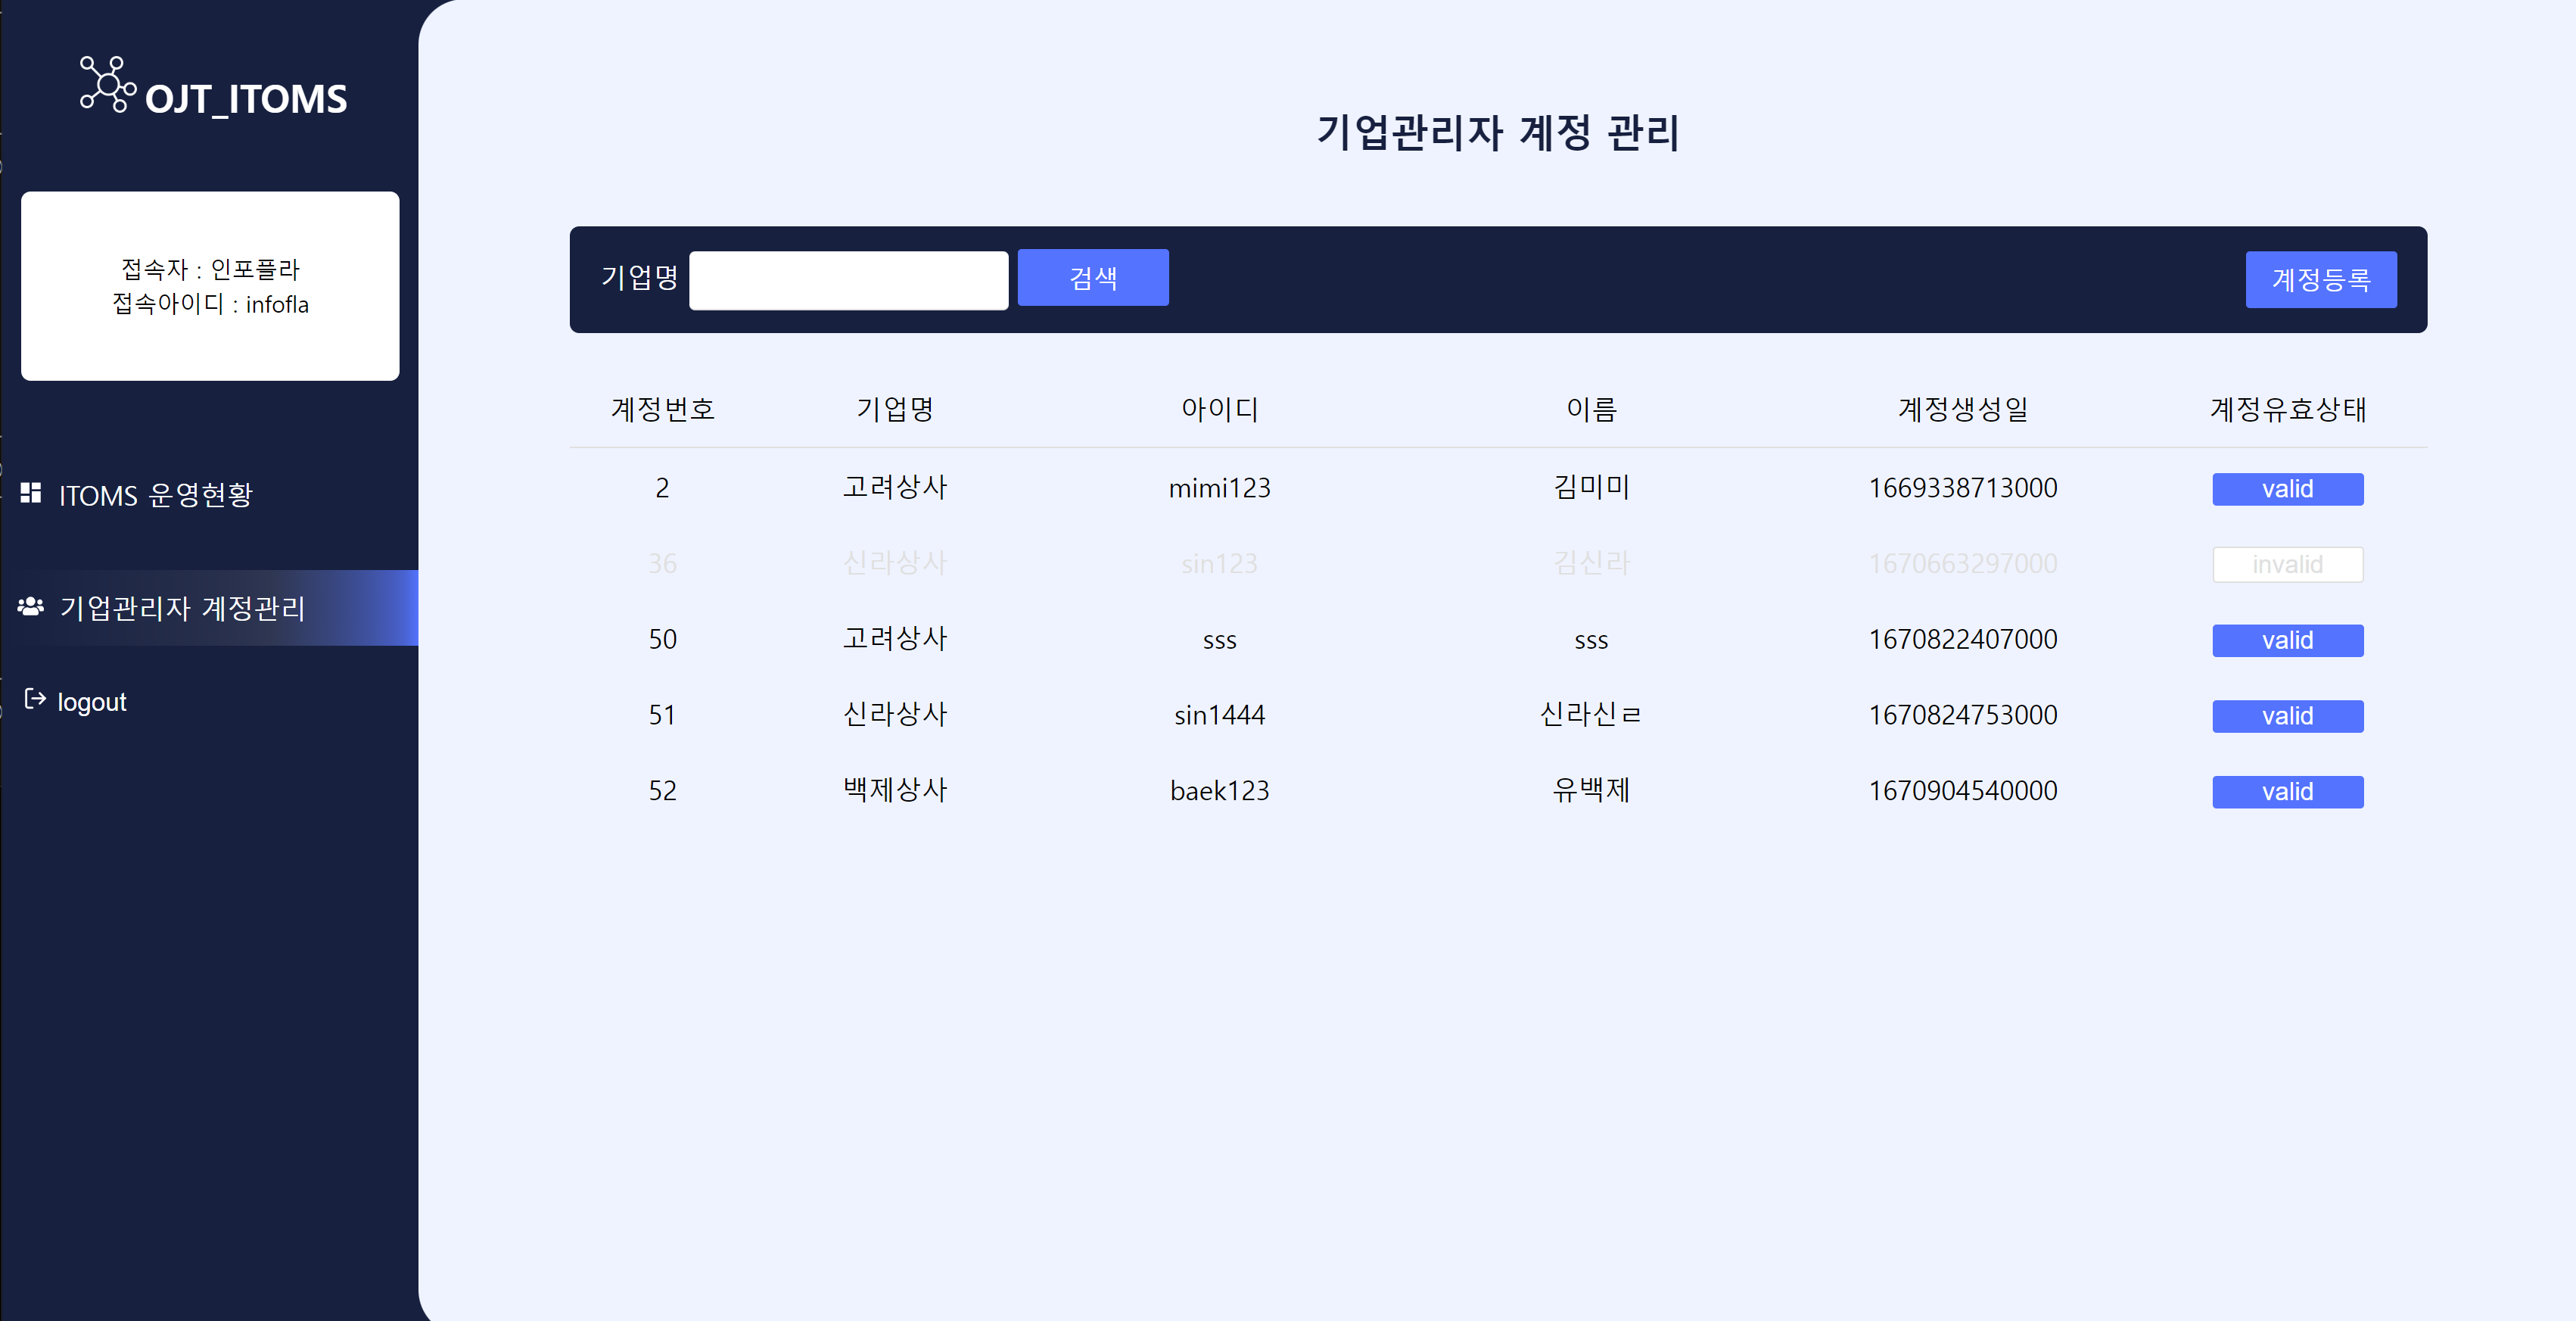 OJT_ITOMS
접속자 : 인포플라
접속아이디 : infofla
ITOMS 운영현황
기업관리자 계정관리
logout
기업관리자 계정 관리
기업명 검색 계정등록
계정번호 기업명 아이디 이름 계정생성일 계정유효상태
2 고려상사 mimi123 김미미 1669338713000 valid
36 신라상사 sin123 김신라 1670663297000 invalid
50 고려상사 sss sss 1670822407000 valid
51 신라상사 sin1444 신라신ㄹ 1670824753000 valid
52 백제상사 baek123 유백제 1670904540000 valid